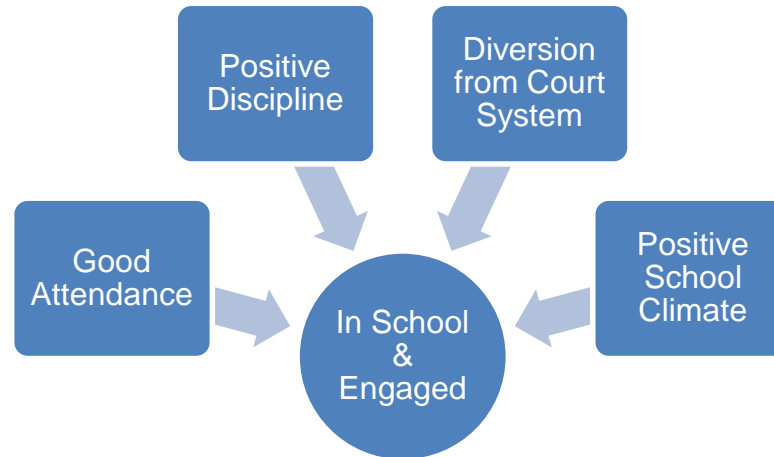 Good
Attendance
Positive
Discipline
Diversion
from Court
System
Positive
School
Climate
In School
&
Engaged